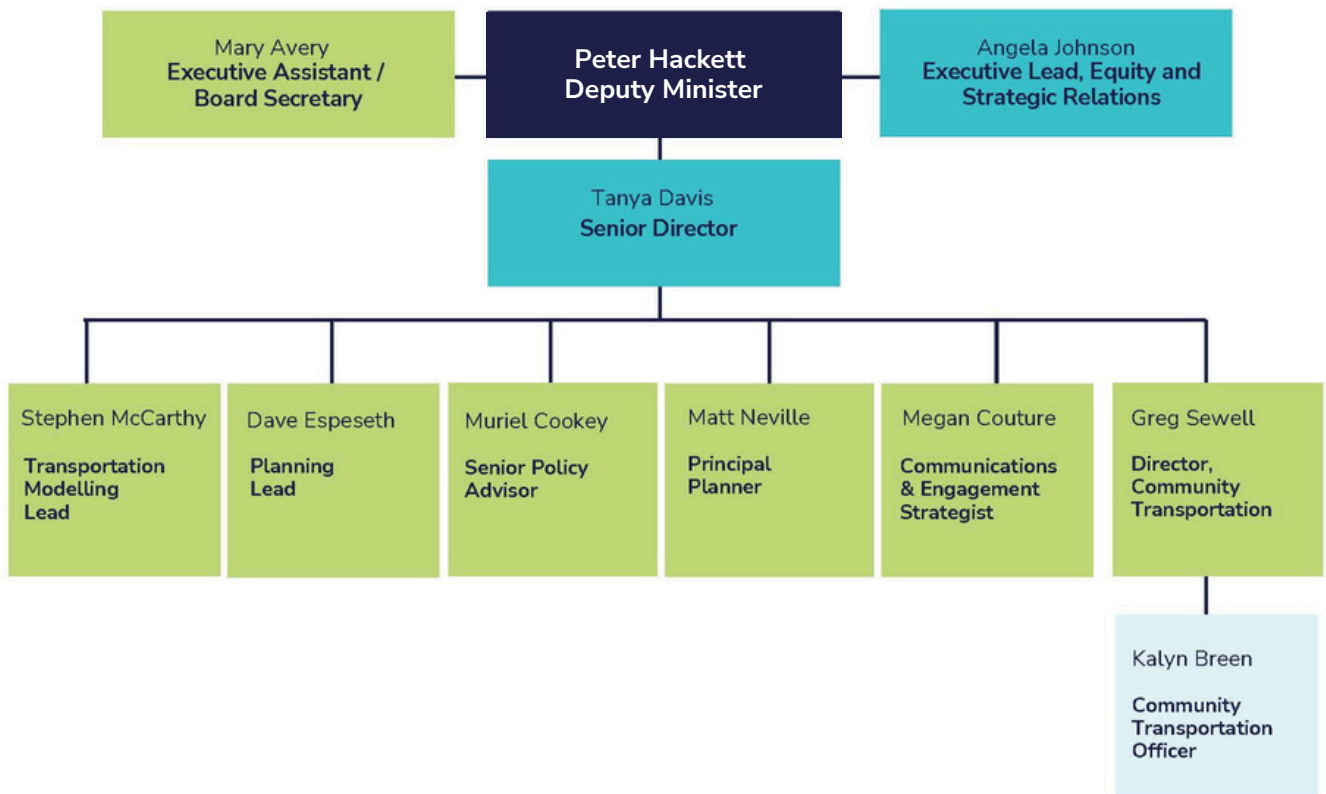 Mary Avery
Executive Assistant /
Board Secretary
Peter Hackett
Deputy Minister
Angela Johnson
Executive Lead, Equity and
Strategic Relations
Tanya Davis
Senior Director
Stephen McCarthy
Transportation
Modelling
Lead
Dave Espeseth
Planning
Lead
Muriel Cookey
Senior Policy
Advisor
Matt Neville
Principal
Planner
Megan Couture
Communications
& Engagement
Strategist
Greg Sewell
Director,
Community
Transportation
Kalyn Breen
Community
Transportation
Officer